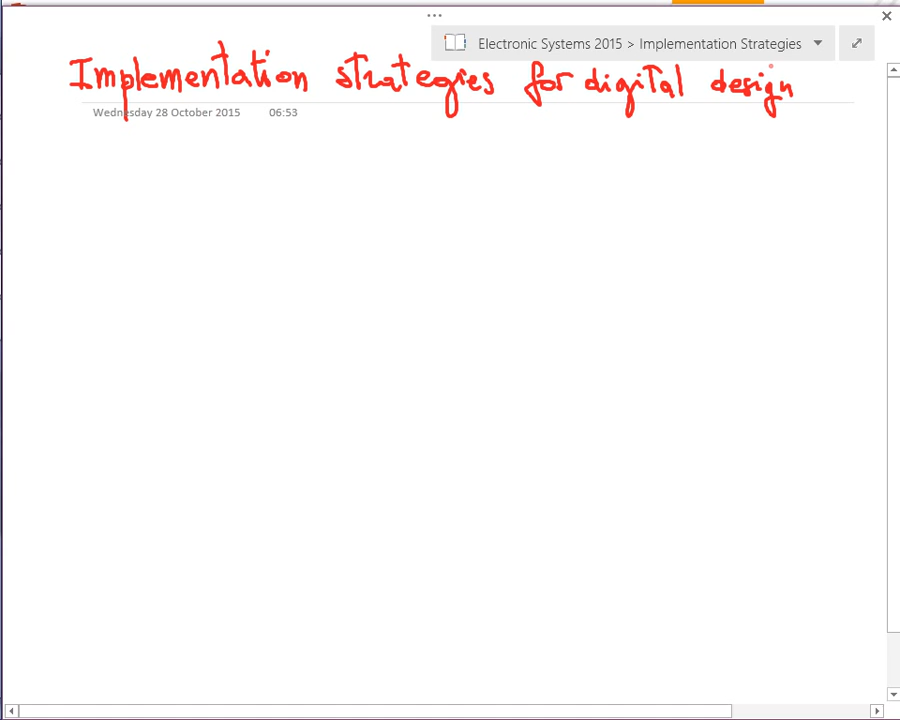 Electronic Systems 2015 > Implementation Strategies
Implementation strategies for digital design
Wednesday 28 October 2015 06:53